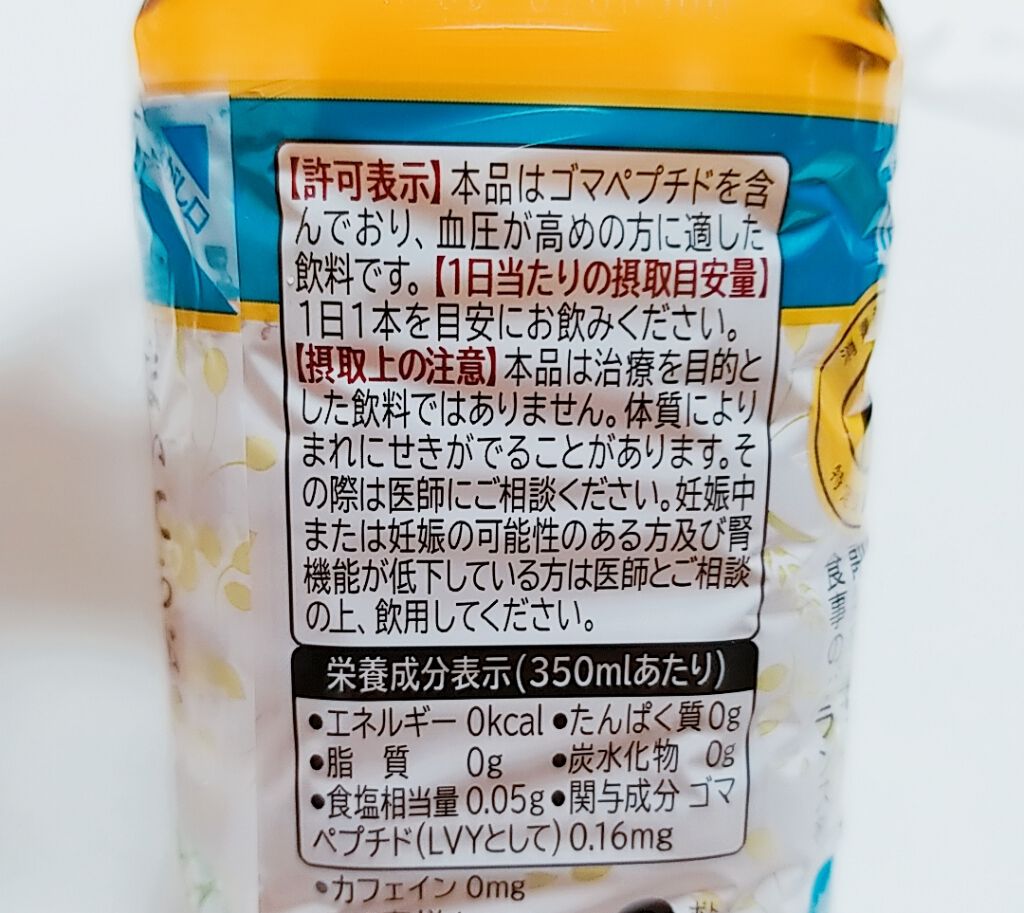 【許可表示】本品はゴマペプチドを含
んでおり、血圧が高めの方に適した
飲料です。【1日当たりの摂取目安量】
1日1本を目安にお飲みください。
【摂取上の注意】本品は治療を目的と
した飲料ではありません。体質により
まれにせきがでることがあります。そ
の際は医師にご相談ください。妊娠中
または妊娠の可能性のある方及び腎
機能が低下している方は医師とご相談
の上、飲用してください。
栄養成分表示(350mlあたり)
•エネルギー 0kcal •たんぱく質 0g
•脂 質 0g •炭水化物 0g
•食塩相当量 0.05g •関与成分 ゴマ
ペプチド(LVYとして) 0.16mg
•カフェイン 0mg
食事の